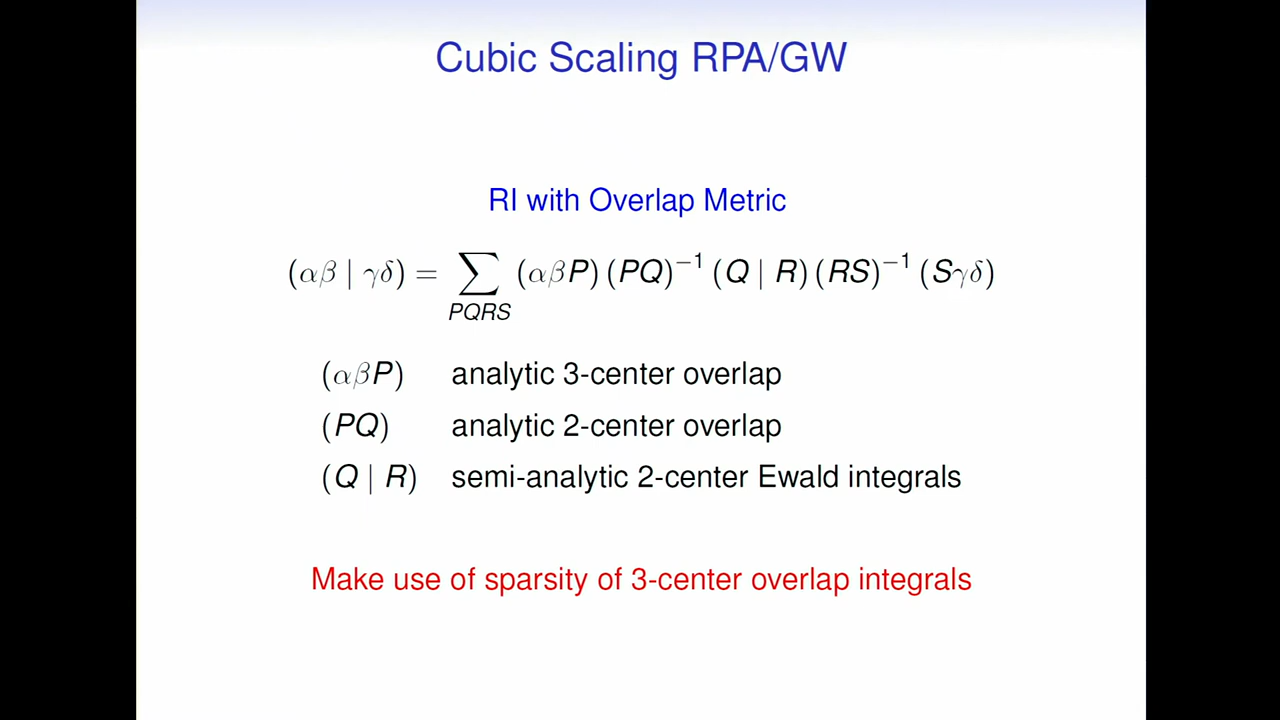 Cubic Scaling RPA/GW
RI with Overlap Metric
(αβ | γδ) = ∑ (αβP) (PQ)⁻¹ (Q | R) (RS)⁻¹ (Sγδ)
PQRS
(αβP) analytic 3-center overlap
(PQ) analytic 2-center overlap
(Q | R) semi-analytic 2-center Ewald integrals
Make use of sparsity of 3-center overlap integrals